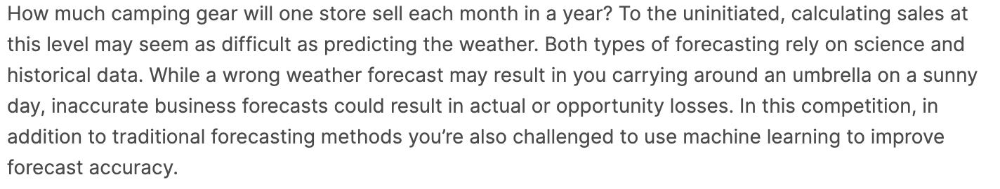 How much camping gear will one store sell each month in a year? To the uninitiated, calculating sales at
this level may seem as difficult as predicting the weather. Both types of forecasting rely on science and
historical data. While a wrong weather forecast may result in you carrying around an umbrella on a sunny
day, inaccurate business forecasts could result in actual or opportunity losses. In this competition, in
addition to traditional forecasting methods you’re also challenged to use machine learning to improve
forecast accuracy.